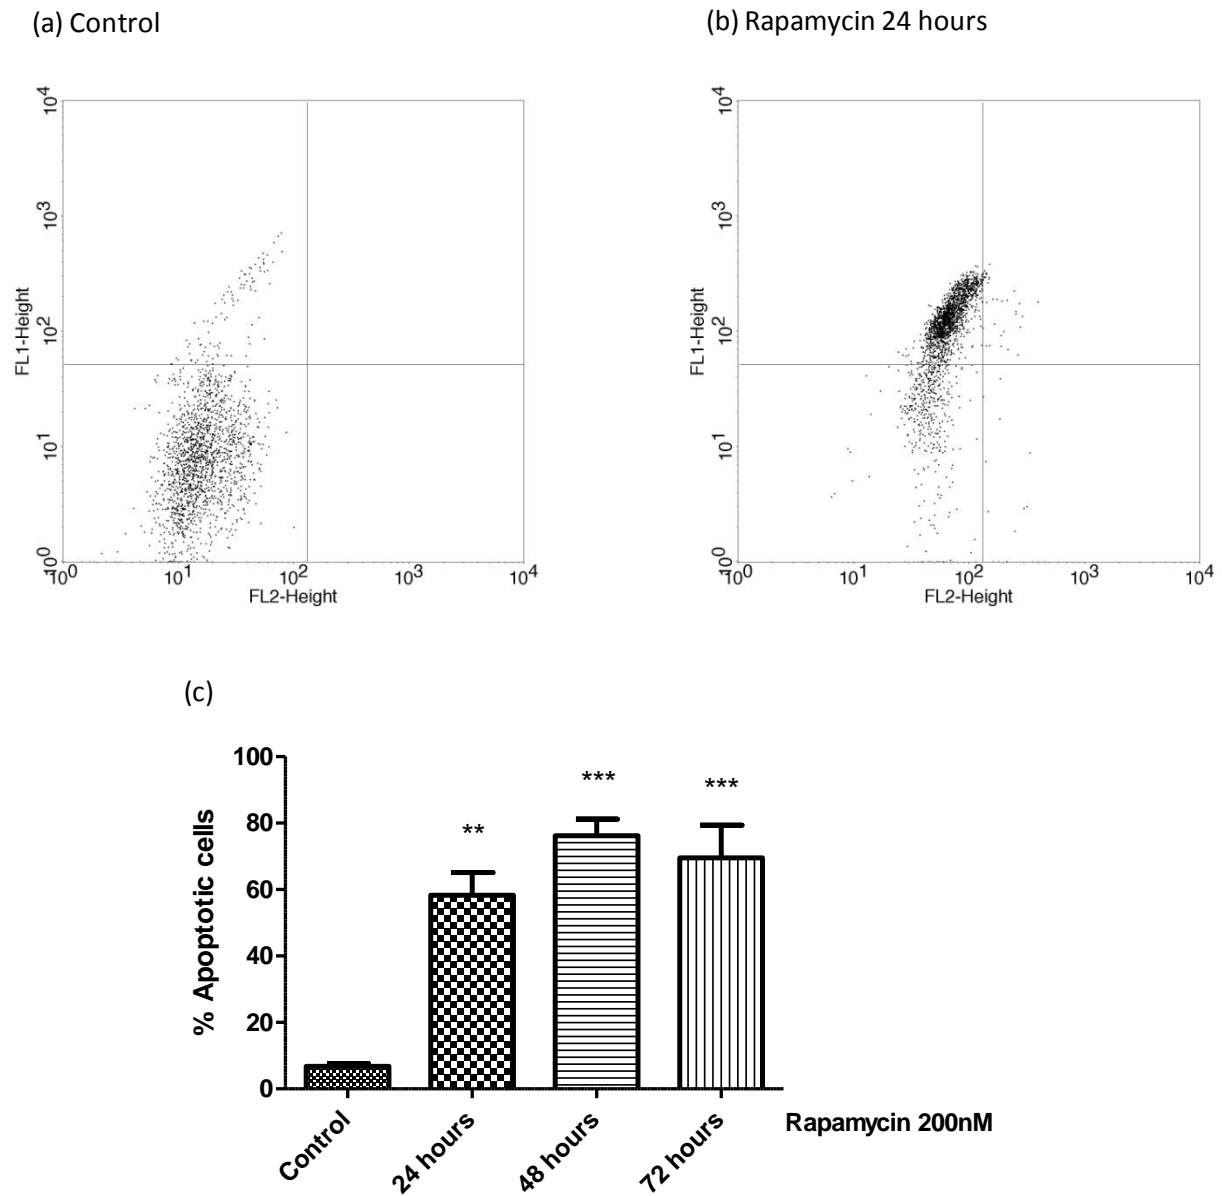 (a) Control
(b) Rapamycin 24 hours
10^4
10^3
10^2
10^1
10^0
FL1-Height
10^0 10^1 10^2 10^3 10^4
FL2-Height
10^4
10^3
10^2
10^1
10^0
FL1-Height
10^0 10^1 10^2 10^3 10^4
FL2-Height
(c)
100
80
60
40
20
0
% Apoptotic cells
**
***
***
Control
24 hours
48 hours
72 hours
Rapamycin 200nM